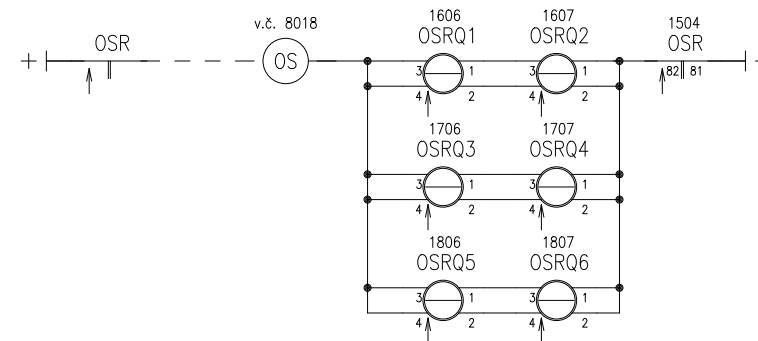 v.č. 8018
1606 1607 1504
OSR OSRQ1 OSRQ2 OSR
+ OS 3 1 3 1 82 81 -
4 2 4 2
1706 1707
OSRQ3 OSRQ4
3 1 3 1
4 2 4 2
1806 1807
OSRQ5 OSRQ6
3 1 3 1
4 2 4 2